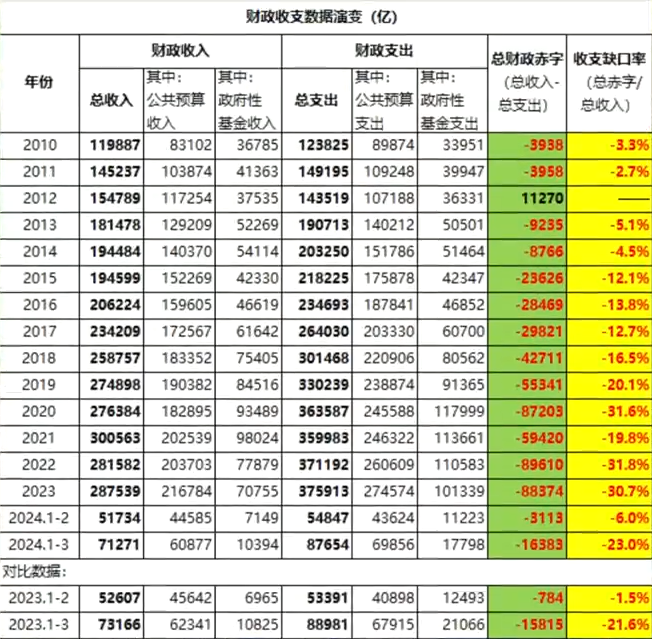 财政收支数据演变（亿）
年份 财政收入 财政支出 总财政赤字（总收入-总支出） 收支缺口率（总赤字/总收入）
总收入 其中：公共预算收入 其中：政府性基金收入 总支出 其中：公共预算支出 其中：政府性基金支出
2010 119887 83102 36785 123825 89874 33951 -3938 -3.3%
2011 145237 103874 41363 149195 109248 39947 -3958 -2.7%
2012 154789 117254 37535 143519 107188 36331 11270 ——
2013 181478 129209 52269 190713 140212 50501 -9235 -5.1%
2014 194484 140370 54114 203250 151786 51464 -8766 -4.5%
2015 194599 152269 42330 218225 175878 42347 -23626 -12.1%
2016 206224 159605 46619 234693 187841 46852 -28469 -13.8%
2017 234209 172567 61642 264030 203330 60700 -29821 -12.7%
2018 258757 183352 75405 301468 220906 80562 -42711 -16.5%
2019 274898 190382 84516 330239 238874 91365 -55341 -20.1%
2020 276384 182895 93489 363587 245588 117999 -87203 -31.6%
2021 300563 202539 98024 359983 246322 113661 -59420 -19.8%
2022 281582 203703 77879 371192 260609 110583 -89610 -31.8%
2023 287539 216784 70755 375913 274574 101339 -88374 -30.7%
2024.1-2 51734 44585 7149 54847 43624 11223 -3113 -6.0%
2024.1-3 71271 60877 10394 87654 69856 17798 -16383 -23.0%
对比数据：
2023.1-2 52607 45642 6965 53391 40898 12493 -784 -1.5%
2023.1-3 73166 62341 10825 88981 67915 21066 -15815 -21.6%